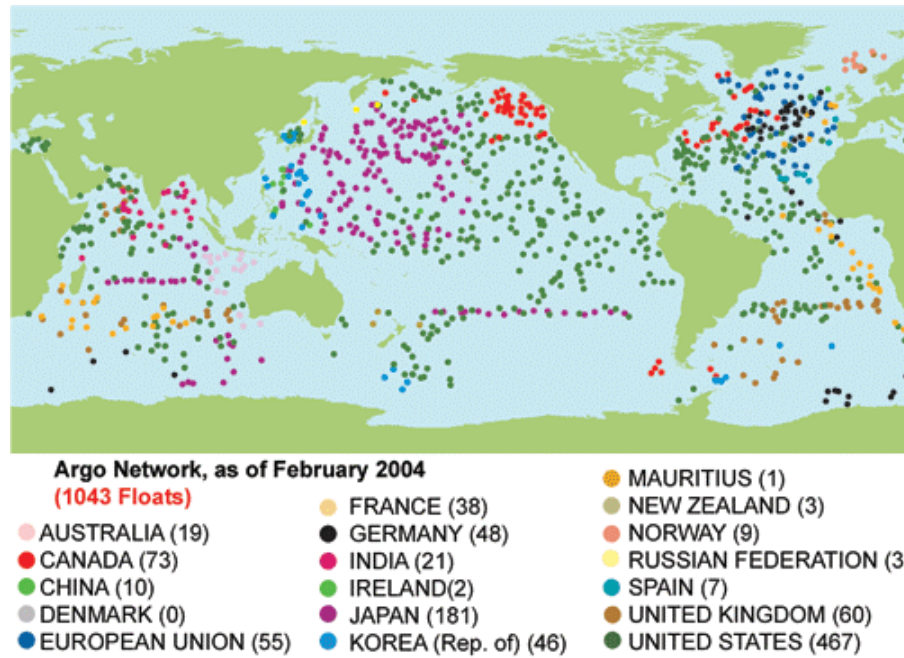 Argo Network, as of February 2004
(1043 Floats)
AUSTRALIA (19)
CANADA (73)
CHINA (10)
DENMARK (0)
EUROPEAN UNION (55)
FRANCE (38)
GERMANY (48)
INDIA (21)
IRELAND(2)
JAPAN (181)
KOREA (Rep. of) (46)
MAURITIUS (1)
NEW ZEALAND (3)
NORWAY (9)
RUSSIAN FEDERATION (3
SPAIN (7)
UNITED KINGDOM (60)
UNITED STATES (467)